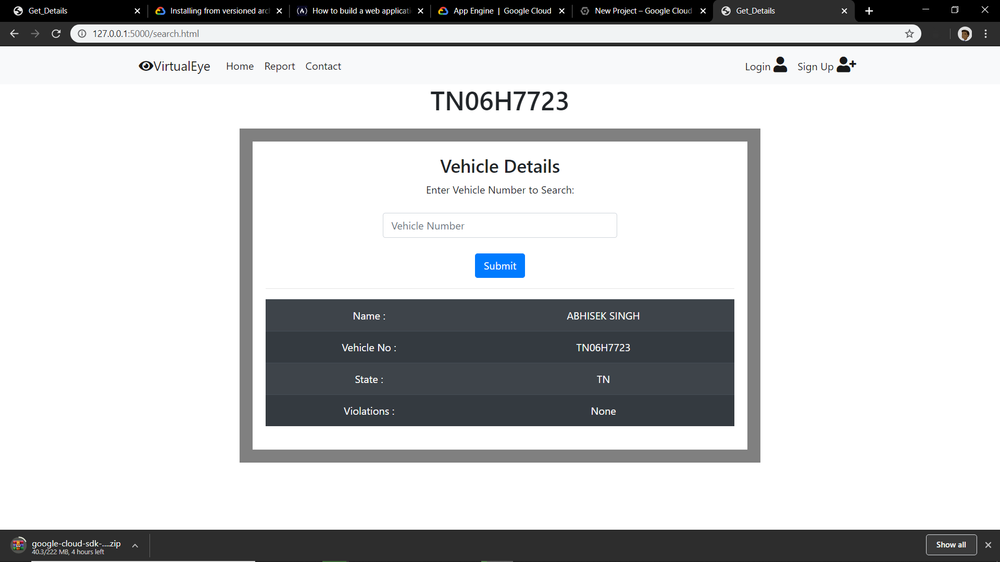 Get_Details
Installing from versioned arc
How to build a web applicati
App Engine | Google Cloud
New Project – Google Cloud
Get_Details
127.0.0.1:5000/search.html
VirtualEye Home Report Contact Login Sign Up
TN06H7723
Vehicle Details
Enter Vehicle Number to Search:
Vehicle Number
Submit
Name : ABHISEK SINGH
Vehicle No : TN06H7723
State : TN
Violations : None
google-cloud-sdk-....zip
40.3/222 MB, 4 hours left
Show all